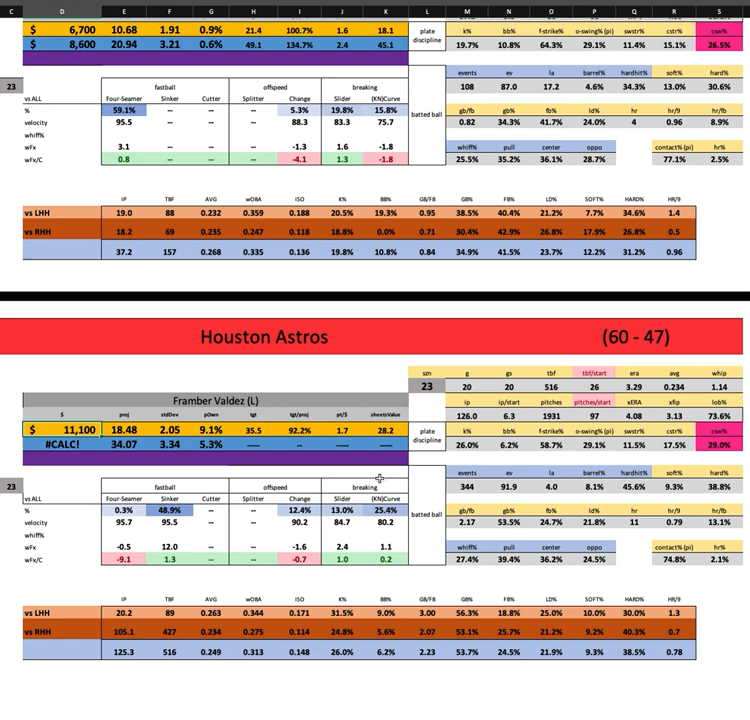 C D E F G H I J K L M N O P Q R S
$ 6,700 10.68 1.91 0.9% 21.4 100.7% 1.6 18.1 plate discipline k% bb% f-strike% o-swing% (pi) swstr% cstr% csw%
$ 8,600 20.94 3.21 0.6% 49.1 134.7% 2.4 45.1 19.7% 10.8% 64.3% 29.1% 11.4% 15.1% 26.5%
events ev la barrel% hardhit% soft% hard%
23 fastball offspeed breaking 108 87.0 17.2 4.6% 34.3% 13.0% 30.6%
vs ALL Four-Seamer Sinker Cutter Splitter Change Slider (KN)Curve
% 59.1% -- -- -- 5.3% 19.8% 15.8% batted ball gb/fb gb% fb% ld% hr hr/9 hr/fb
velocity 95.5 -- -- -- 88.3 83.3 75.7 0.82 34.3% 41.7% 24.0% 4 0.96 8.9%
whiff%
wFx 3.1 -- -- -- -1.3 1.6 -1.8 whiff% pull center oppo contact% (pi) hr%
wFx/C 0.8 -- -- -- -4.1 1.3 -1.8 25.5% 35.2% 36.1% 28.7% 77.1% 2.5%
IP TBF AVG wOBA ISO K% BB% GB/FB GB% FB% LD% SOFT% HARD% HR/9
vs LHH 19.0 88 0.232 0.359 0.188 20.5% 19.3% 0.95 38.5% 40.4% 21.2% 7.7% 34.6% 1.4
vs RHH 18.2 69 0.235 0.247 0.118 18.8% 0.0% 0.71 30.4% 42.9% 26.8% 17.9% 26.8% 0.5
37.2 157 0.268 0.335 0.136 19.8% 10.8% 0.84 34.9% 41.5% 23.7% 12.2% 31.2% 0.96
Houston Astros (60 - 47)
szn g gs tbf tbf/start era avg whip
23 20 20 516 26 3.29 0.234 1.14
Framber Valdez (L) ip ip/start pitches pitches/start xERA xfip lob%
$ proj stdDev pOwn tgt tgt/proj pt/$ sheetsValue 126.0 6.3 1931 97 4.08 3.13 73.6%
$ 11,100 18.48 2.05 9.1% 35.5 92.2% 1.7 28.2 plate discipline k% bb% f-strike% o-swing% (pi) swstr% cstr% csw%
#CALC! 34.07 3.34 5.3% ---- ---- -- ---- 26.0% 6.2% 58.7% 29.1% 11.5% 17.5% 29.0%
events ev la barrel% hardhit% soft% hard%
23 fastball offspeed breaking 344 91.9 4.0 8.1% 45.6% 9.3% 38.8%
vs ALL Four-Seamer Sinker Cutter Splitter Change Slider (KN)Curve
% 0.3% 48.9% -- -- 12.4% 13.0% 25.4% batted ball gb/fb gb% fb% ld% hr hr/9 hr/fb
velocity 95.7 95.5 -- -- 90.2 84.7 80.2 2.17 53.5% 24.7% 21.8% 11 0.79 13.1%
whiff%
wFx -0.5 12.0 -- -- -1.6 2.4 1.1 whiff% pull center oppo contact% (pi) hr%
wFx/C -9.1 1.3 -- -- -0.7 1.0 0.2 27.4% 39.4% 36.2% 24.5% 74.8% 2.1%
IP TBF AVG wOBA ISO K% BB% GB/FB GB% FB% LD% SOFT% HARD% HR/9
vs LHH 20.2 89 0.263 0.344 0.171 31.5% 9.0% 3.00 56.3% 18.8% 25.0% 10.0% 30.0% 1.3
vs RHH 105.1 427 0.234 0.275 0.114 24.8% 5.6% 2.07 53.1% 25.7% 21.2% 9.2% 40.3% 0.7
125.3 516 0.249 0.313 0.148 26.0% 6.2% 2.23 53.7% 24.5% 21.9% 9.3% 38.5% 0.78